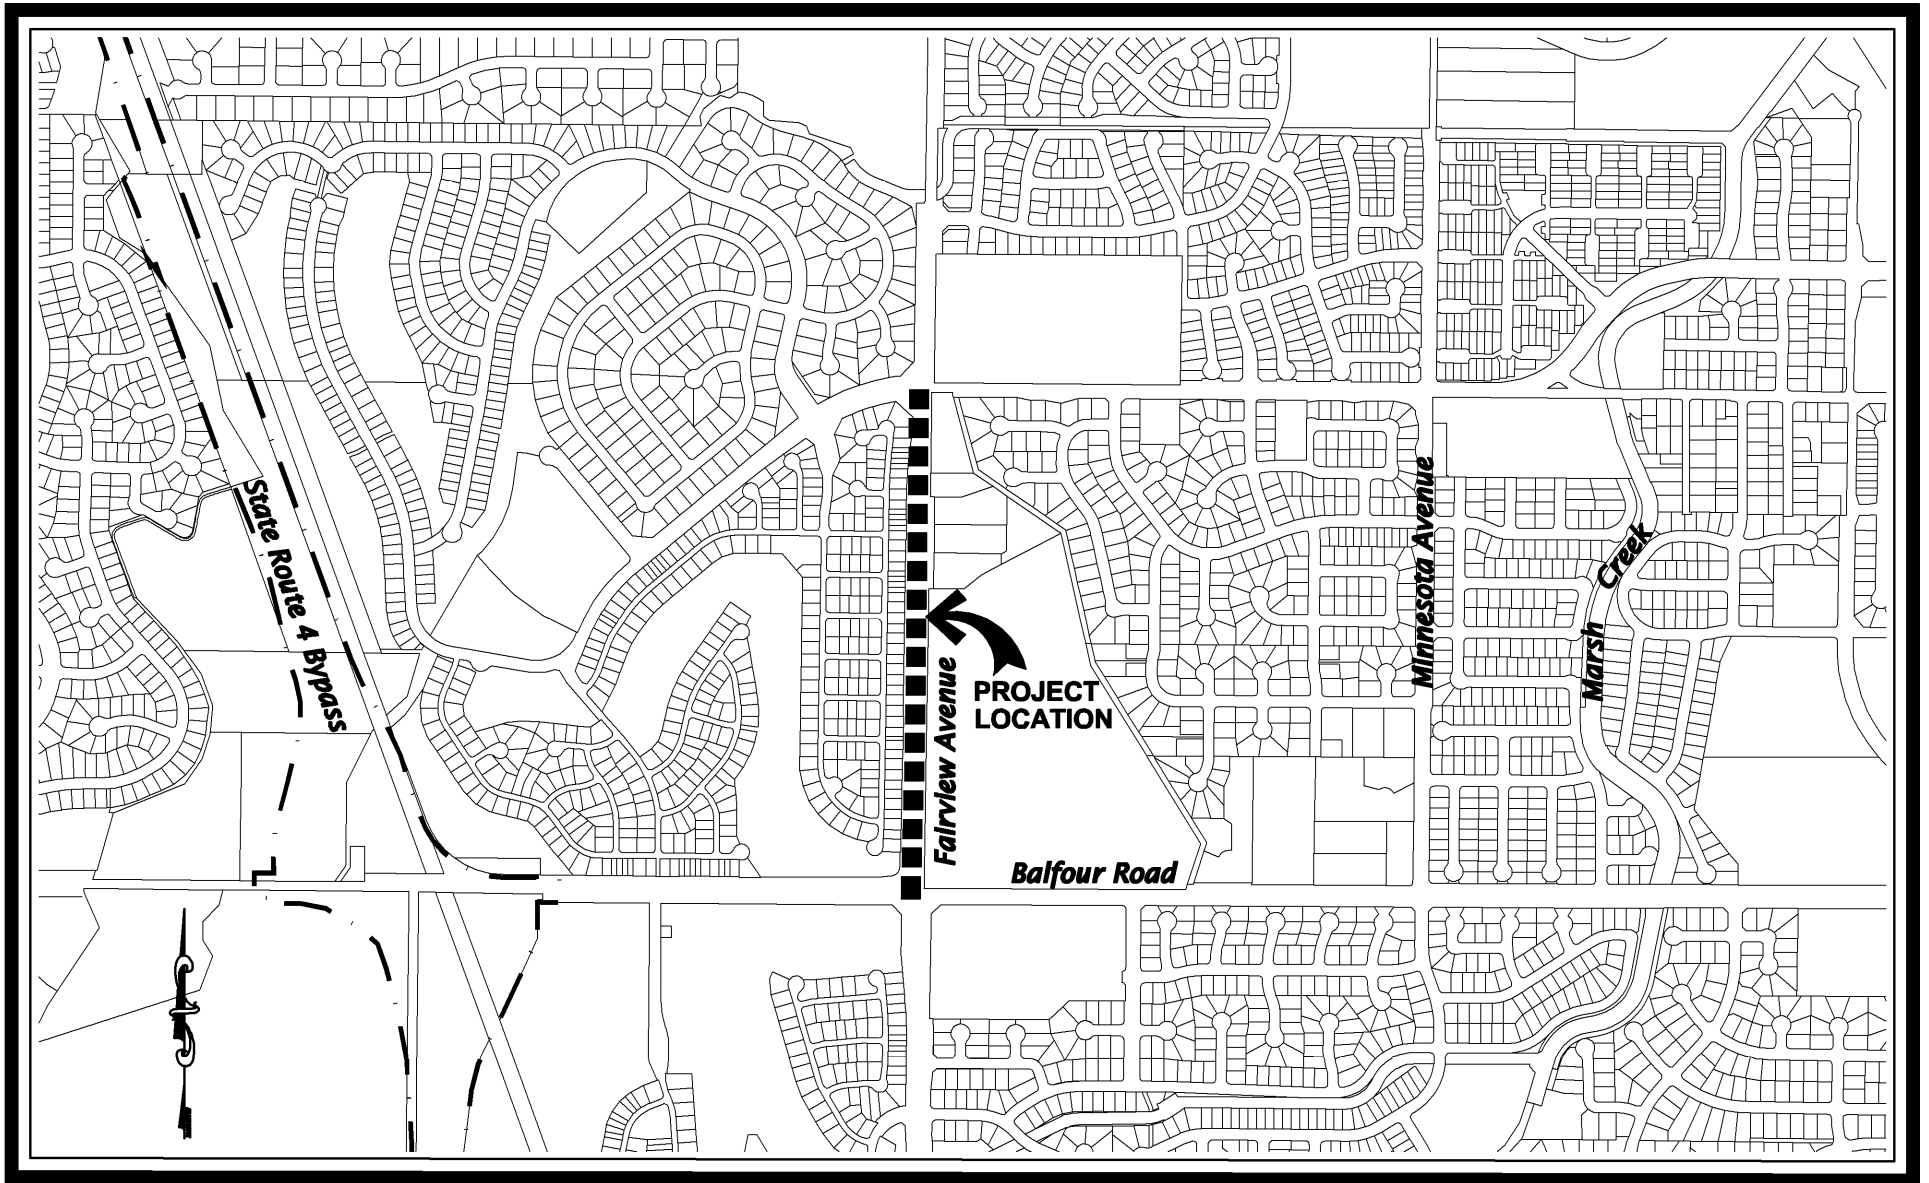 State Route 4 Bypass
Minnesota Avenue
Marsh Creek
Fairview Avenue
PROJECT
LOCATION
Balfour Road